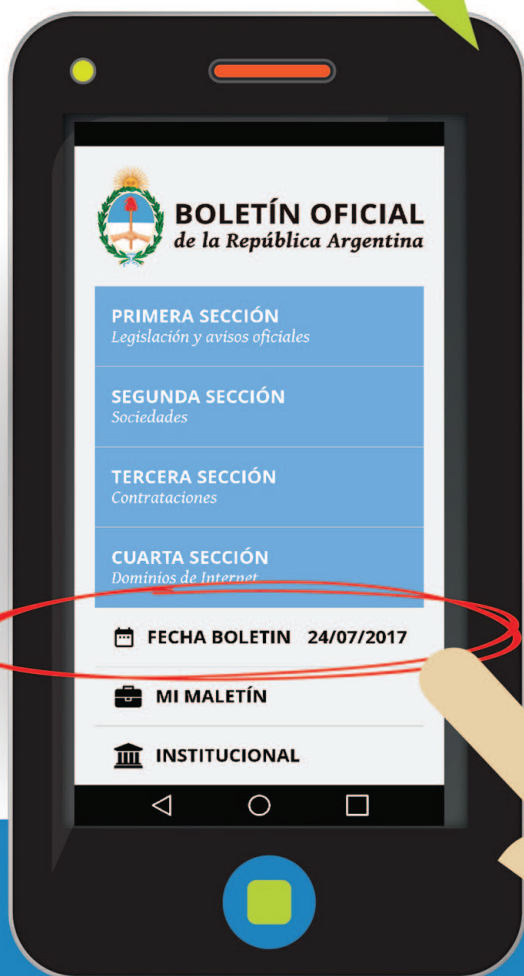 BOLETÍN OFICIAL
de la República Argentina
PRIMERA SECCIÓN
Legislación y avisos oficiales
SEGUNDA SECCIÓN
Sociedades
TERCERA SECCIÓN
Contrataciones
CUARTA SECCIÓN
Dominios de Internet
FECHA BOLETIN 24/07/2017
MI MALETÍN
INSTITUCIONAL